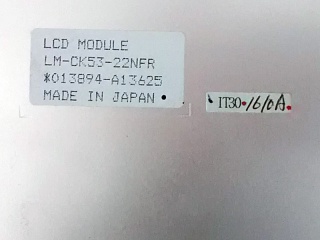 LCD MODULE
LM-CK53-22NFR
*013894-A13625
MADE IN JAPAN
IT30 1610A